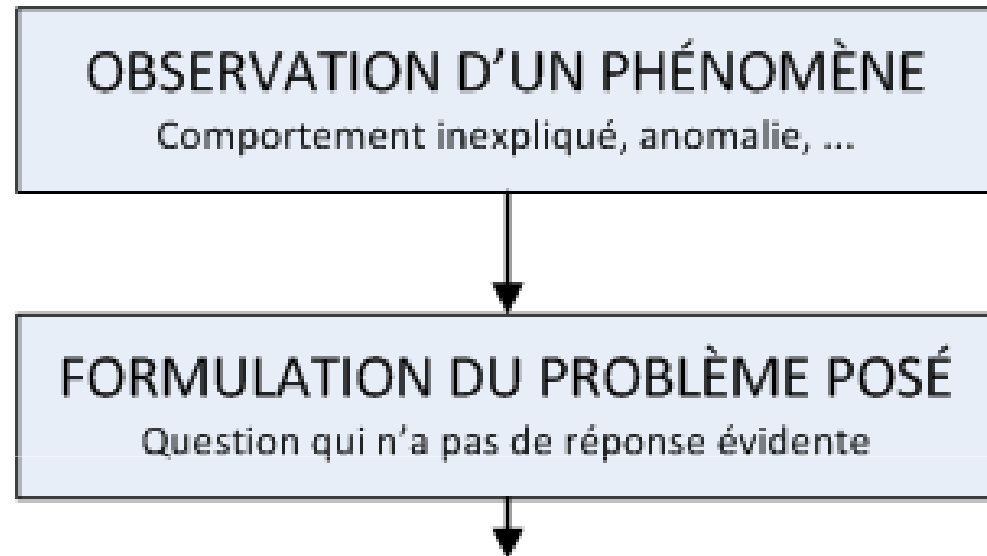 OBSERVATION D’UN PHÉNOMÈNE
Comportement inexpliqué, anomalie, ...
FORMULATION DU PROBLÈME POSÉ
Question qui n’a pas de réponse évidente